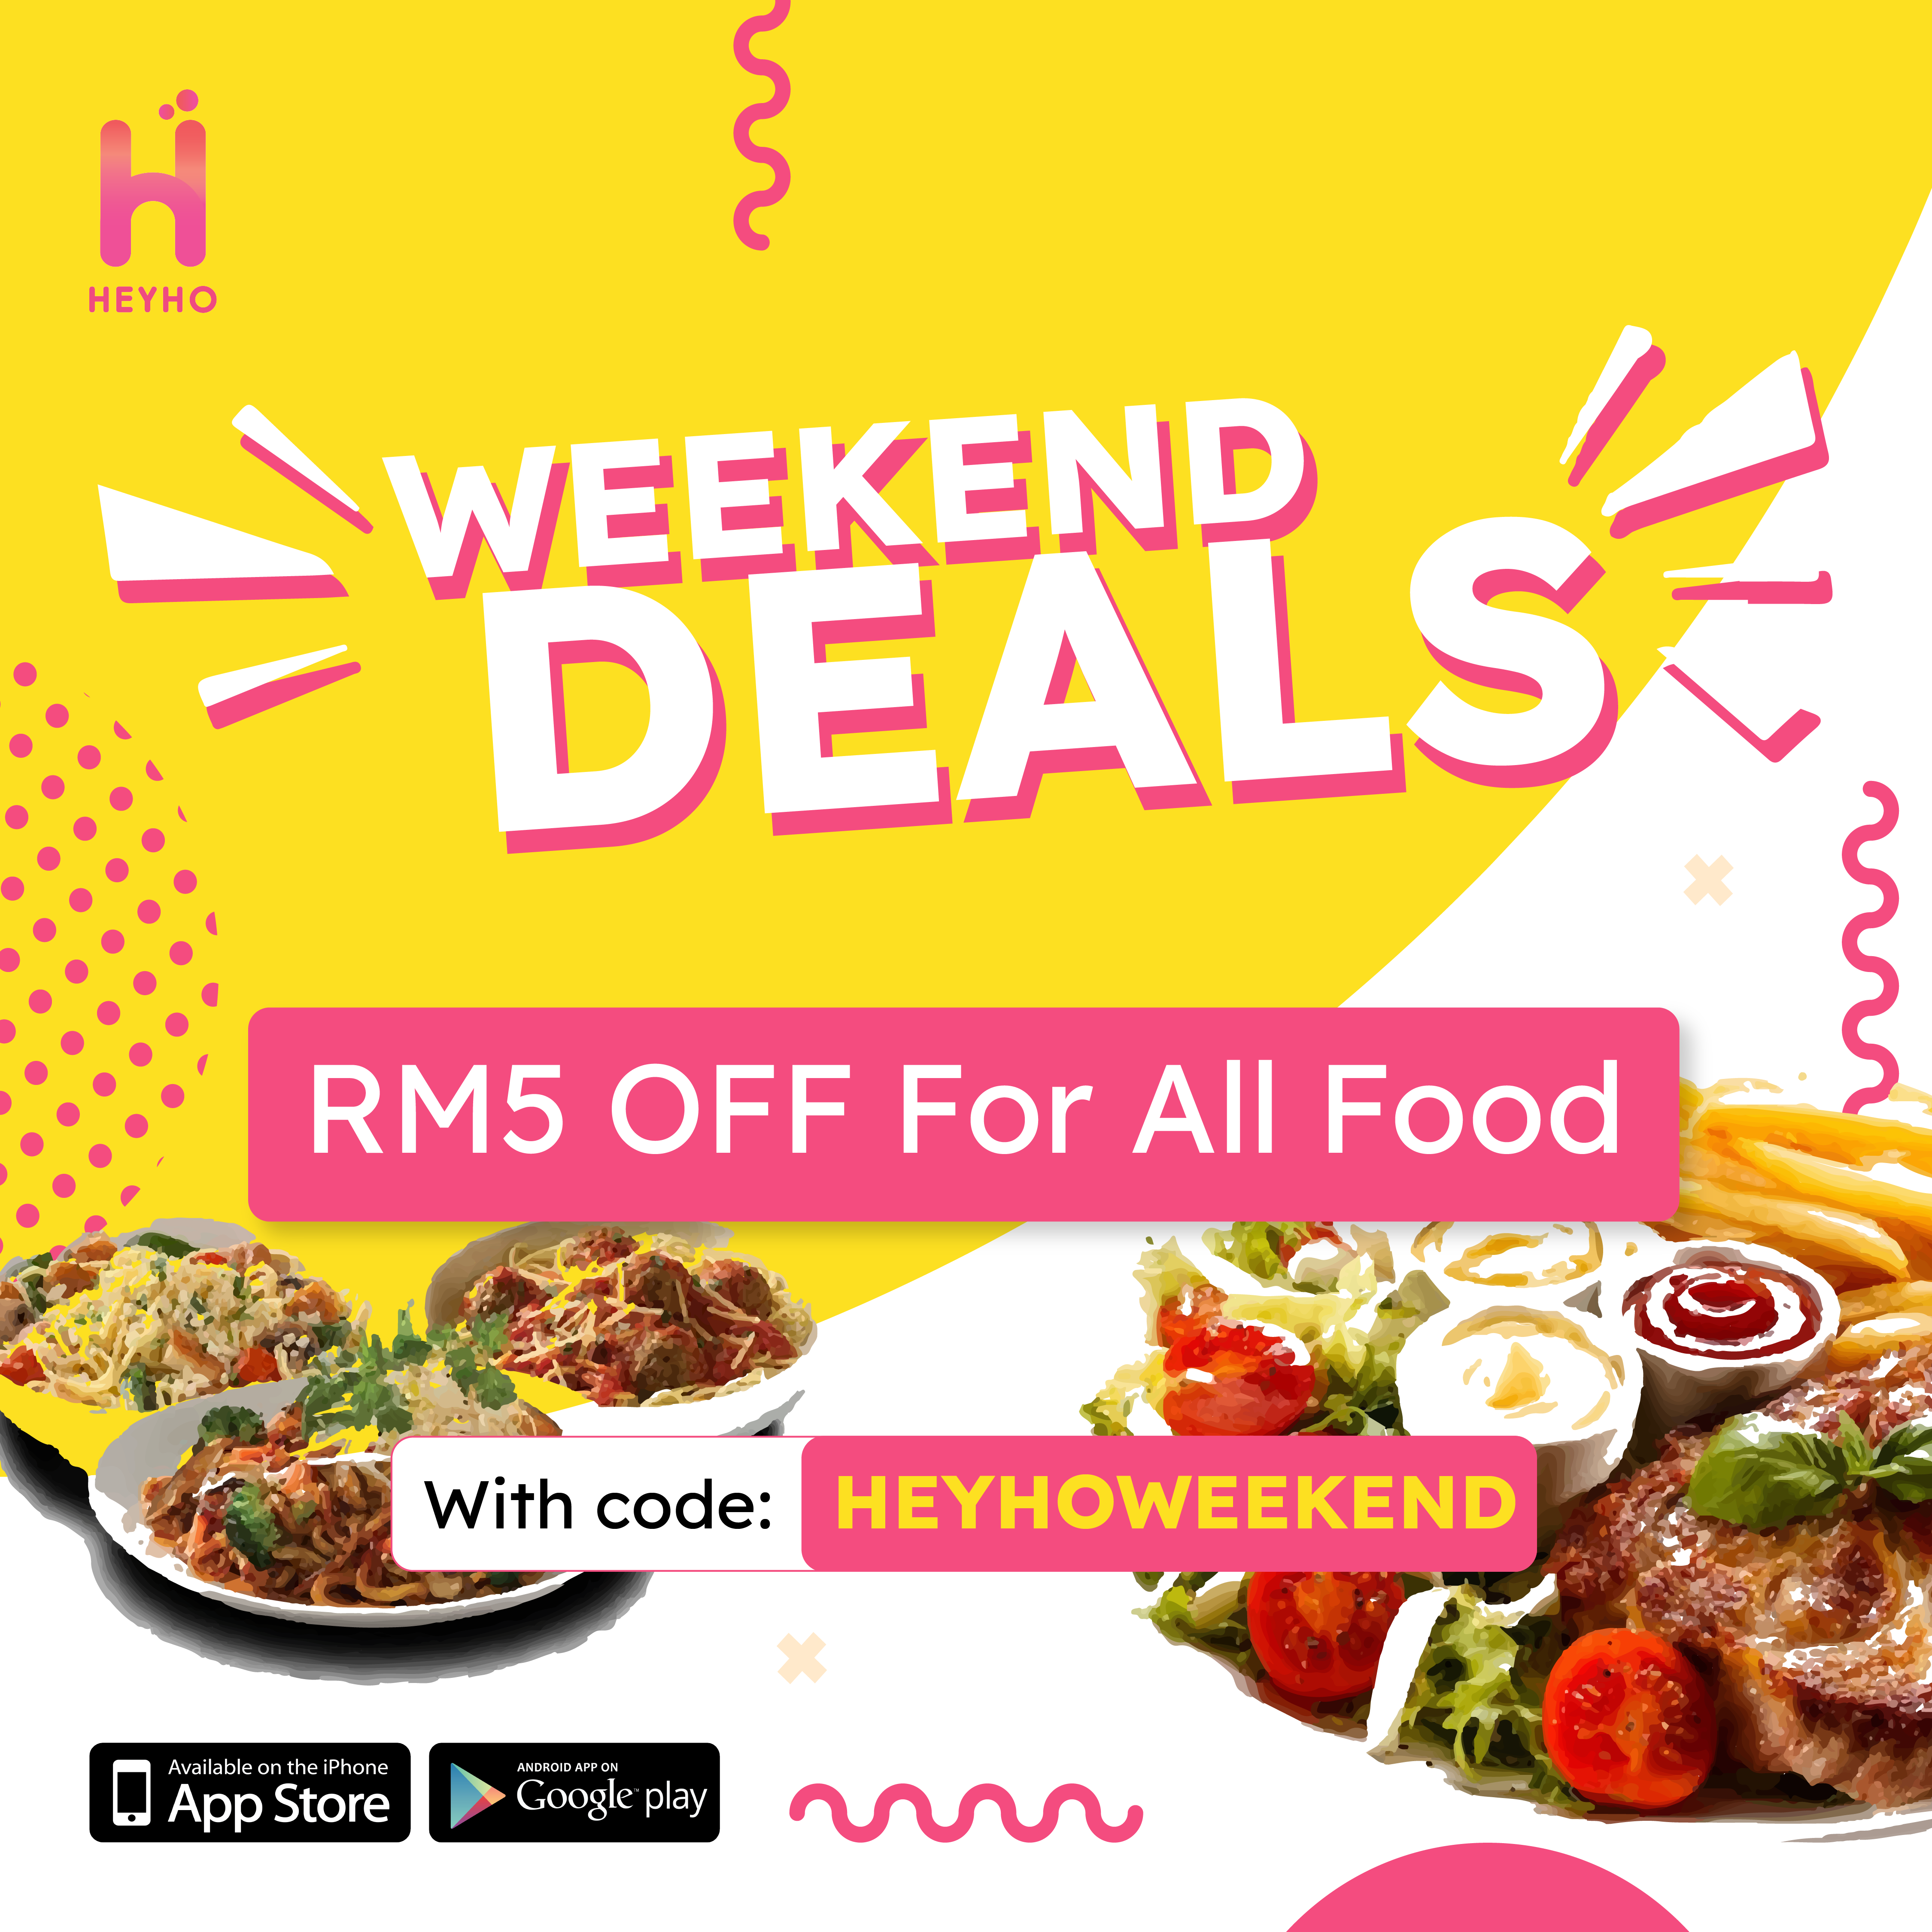 HEYHO
WEEKEND
DEALS
RM5 OFF For All Food
With code: HEYHOWEEKEND
Available on the iPhone
App Store
ANDROID APP ON
Google™ play